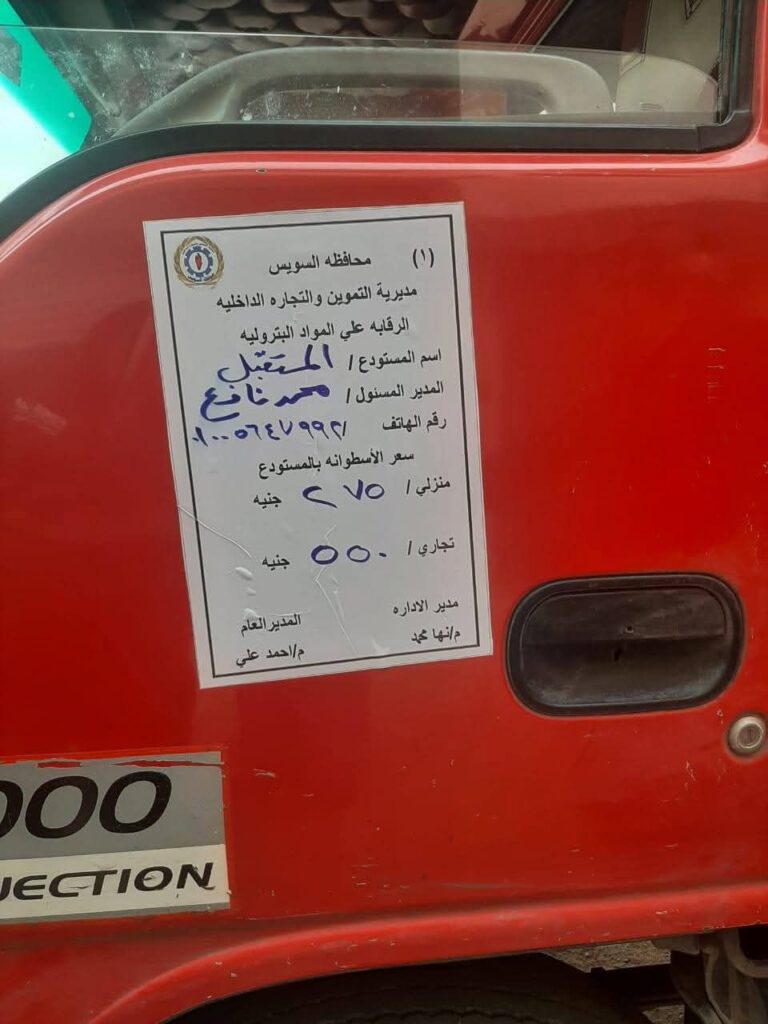 (١) محافظه السويس
مديرية التموين والتجاره الداخليه
الرقابه علي المواد البتروليه
اسم المستودع / المستقبل
المدير المسئول / محمد نافع
رقم الهاتف / ٠١٠٠٥٦٤٧٩٩٢
سعر الأسطوانه بالمستودع
منزلي / ٢٧٥ جنيه
تجاري / ٥٥٠ جنيه
مدير الاداره المدير العام
م/نها محمد م/احمد علي
000
JECTION